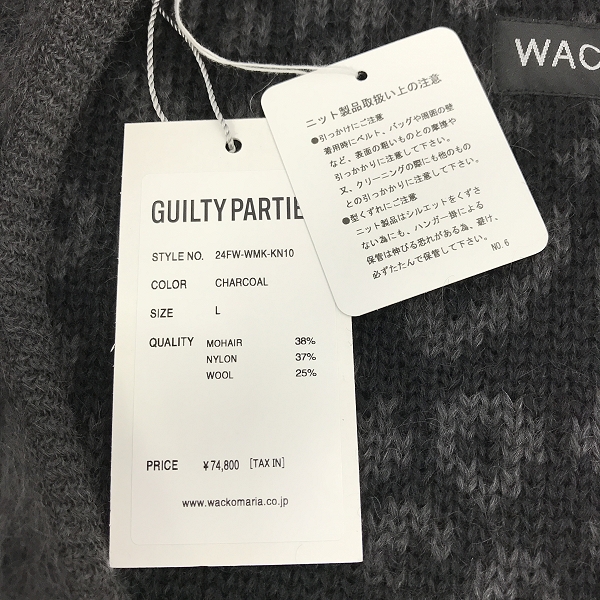 WAC
ニット製品取扱い上の注意
●引っかけにご注意
着用時にベルト、バッグや周囲の壁
など、表面の粗いものとの摩擦や
引っかかりに注意して下さい。
又、クリーニングの際にも他のもの
との引っかかりに注意して下さい。
●型くずれにご注意
ニット製品はシルエットをくずさ
ない為にも、ハンガー掛による
保管は伸びる恐れがある為、避け、
必ずたたんで保管して下さい。
NO.6
GUILTY PARTIE
STYLE NO. 24FW-WMK-KN10
COLOR CHARCOAL
SIZE L
QUALITY MOHAIR 38%
NYLON 37%
WOOL 25%
PRICE ¥74,800 [TAX IN]
www.wackomaria.co.jp